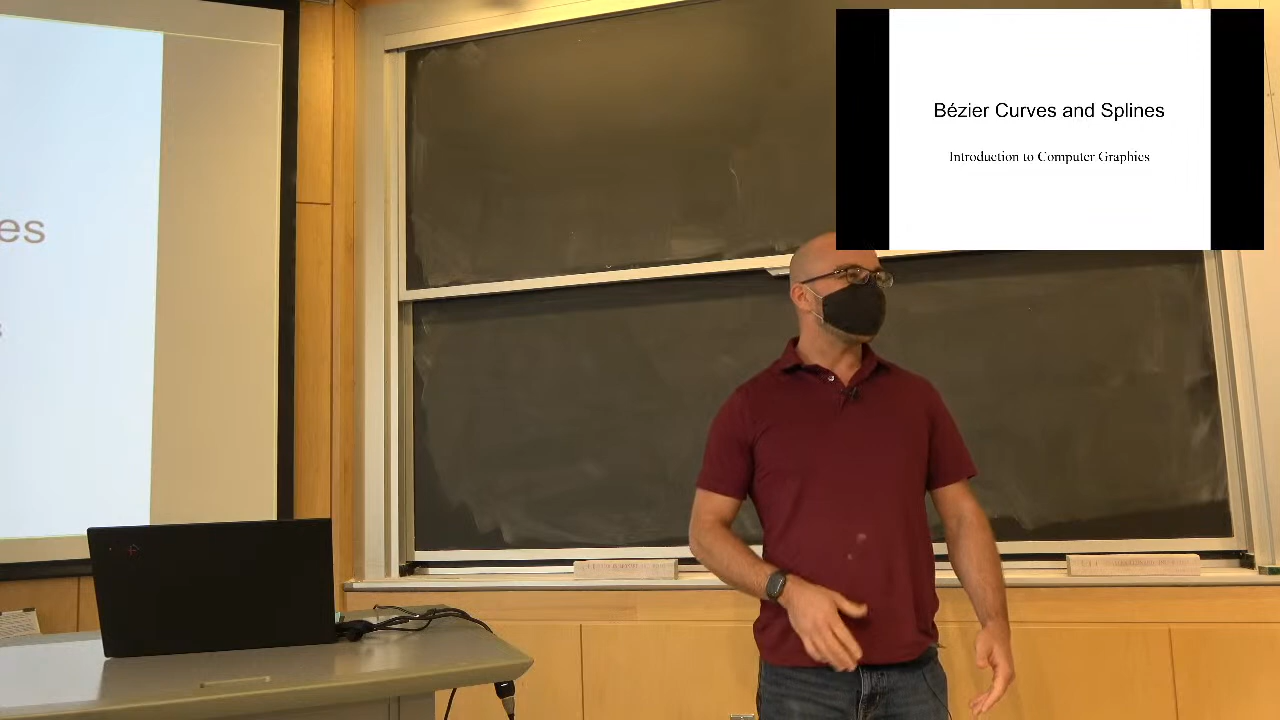 Bézier Curves and Splines
Introduction to Computer Graphics
es
s